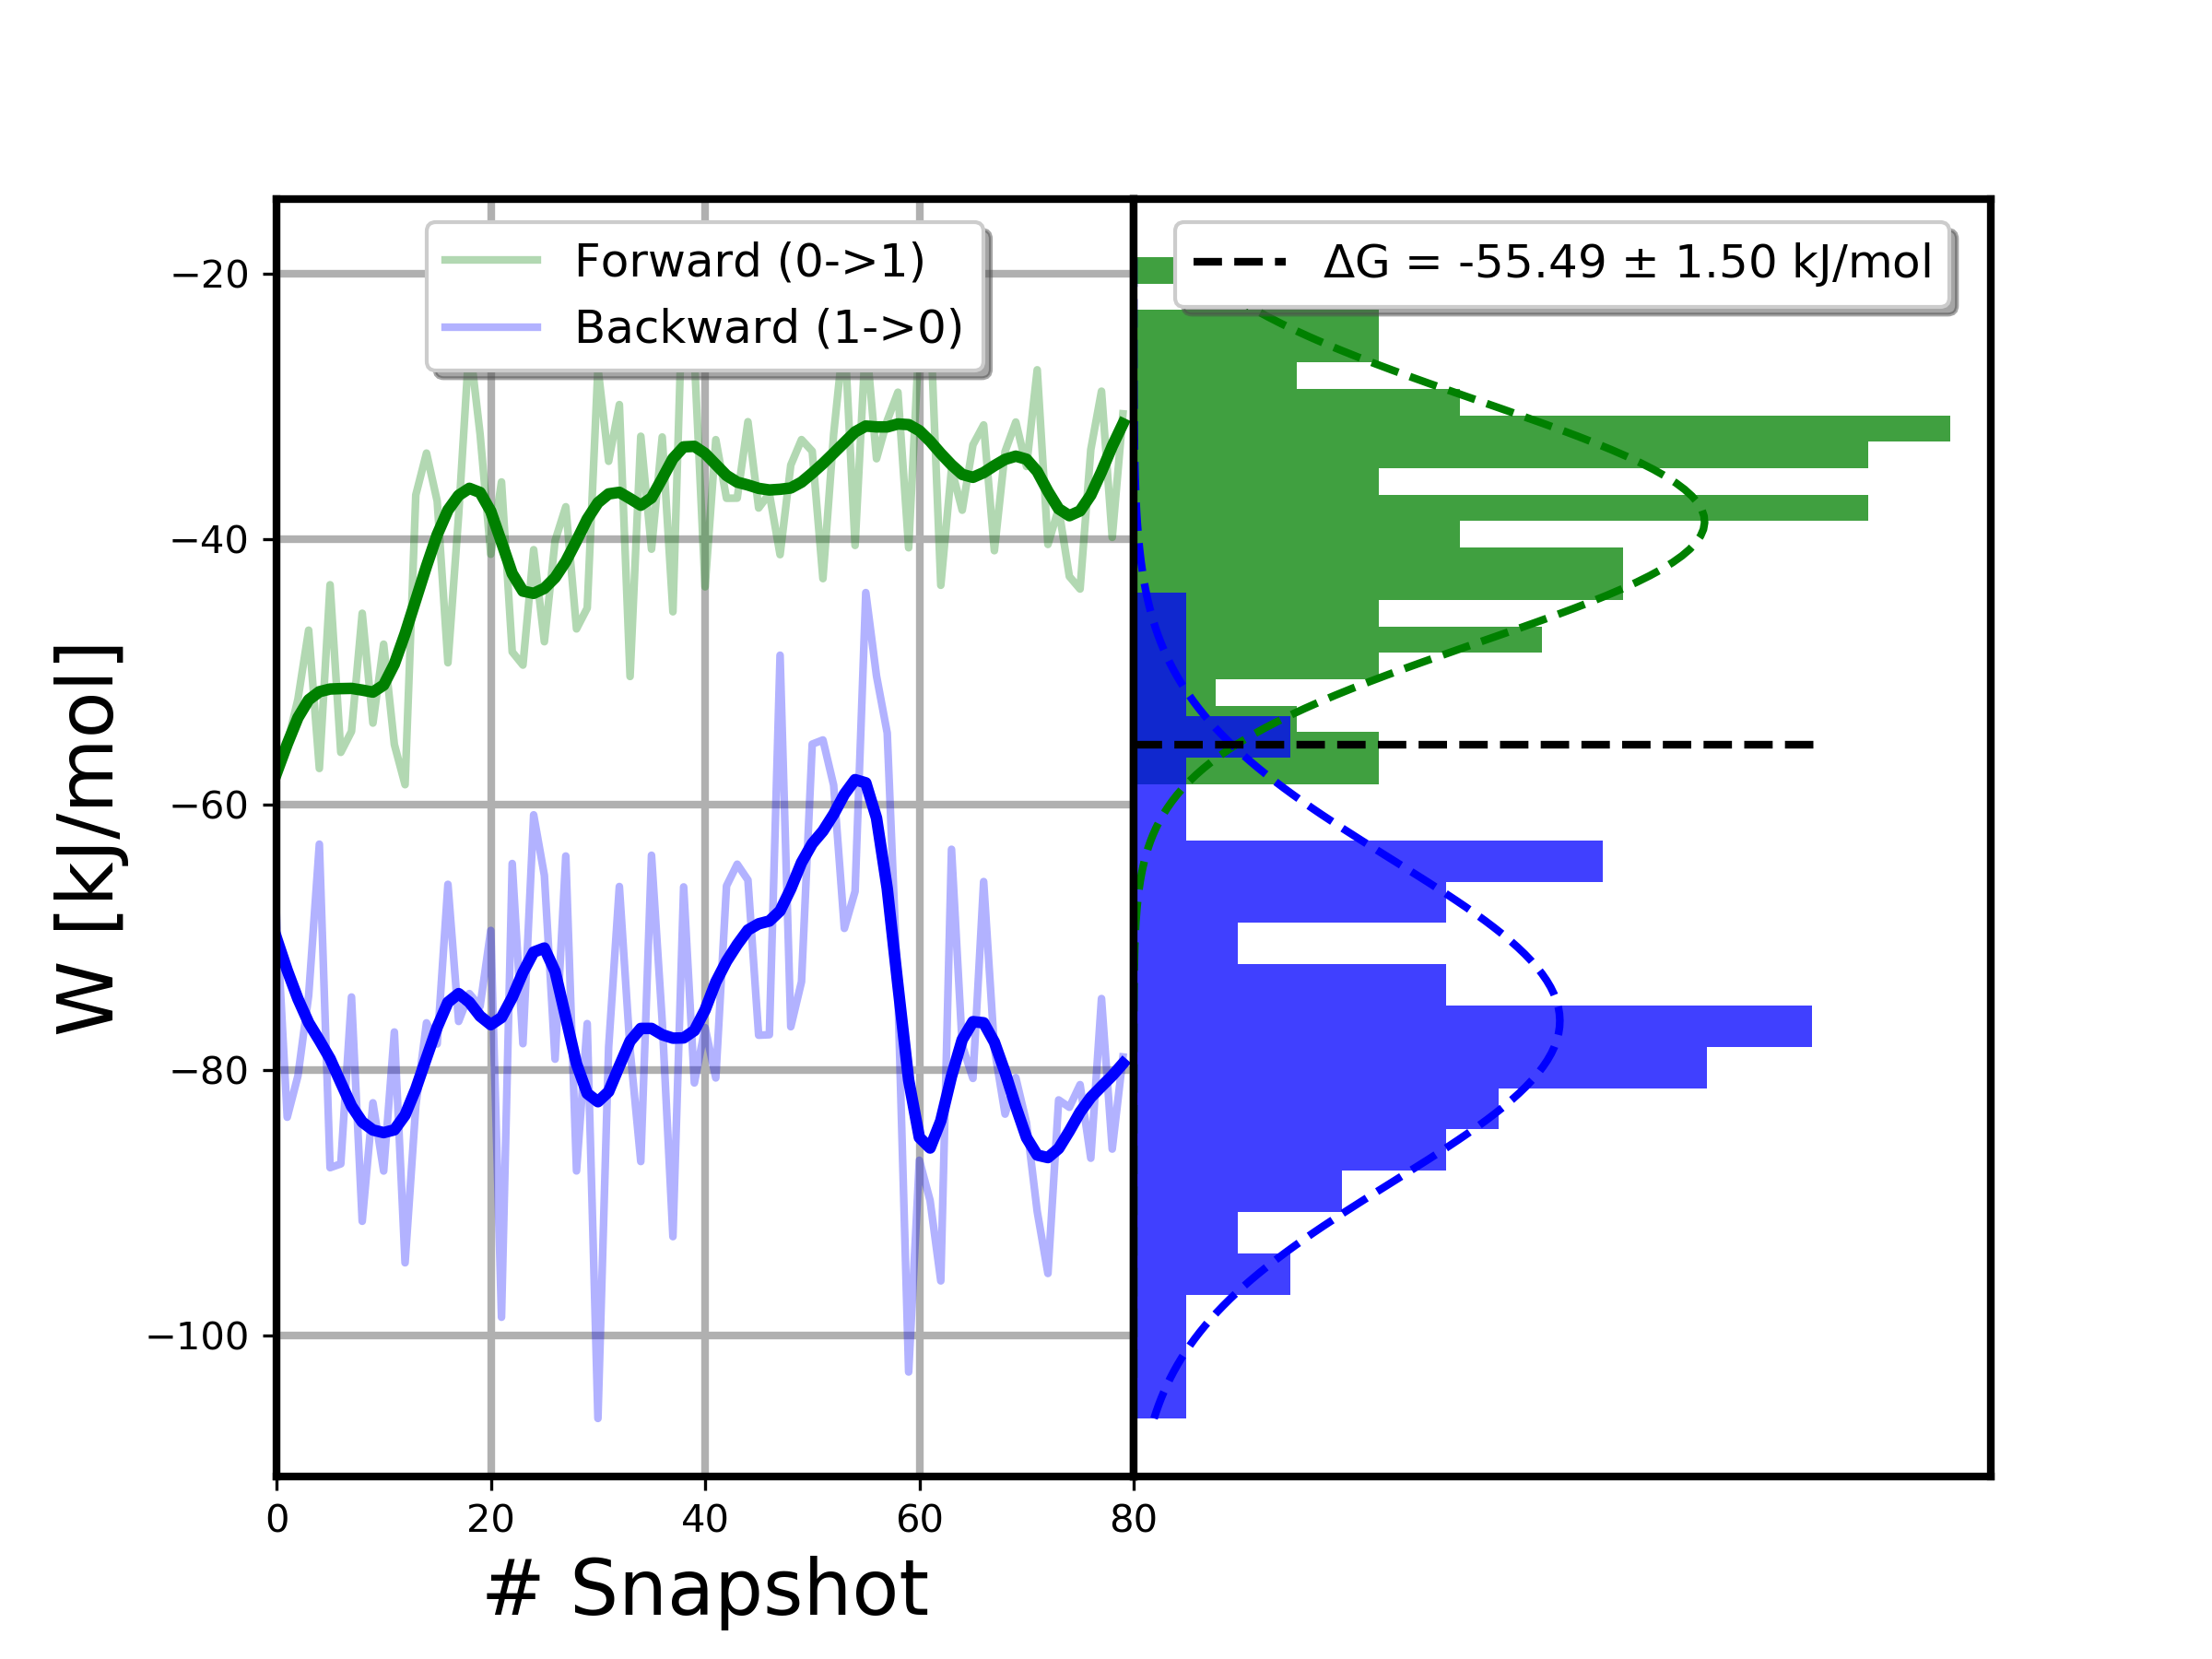 Forward (0->1)
Backward (1->0)
ΔG = -55.49 ± 1.50 kJ/mol
−20
−40
−60
−80
−100
W [kJ/mol]
0 20 40 60 80
# Snapshot